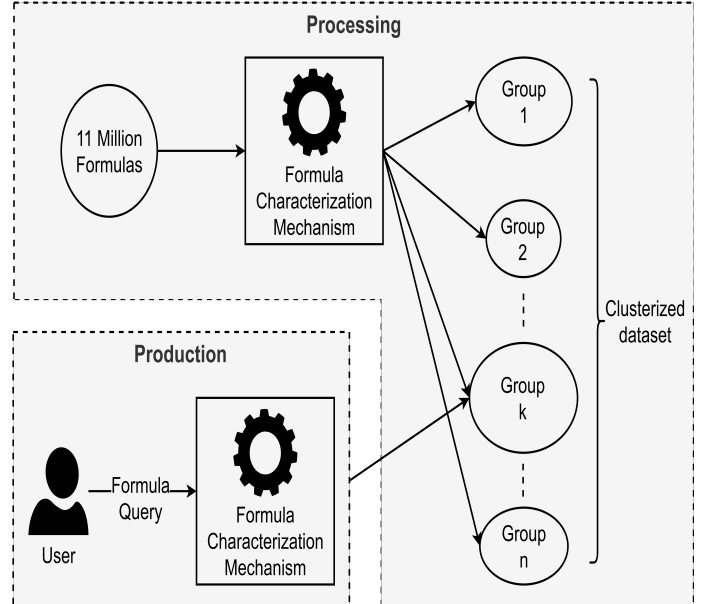 Processing
11 Million
Formulas
Formula
Characterization
Mechanism
Group
1
Group
2
Clusterized
dataset
Group
k
Group
n
Production
User
Formula
Query
Formula
Characterization
Mechanism